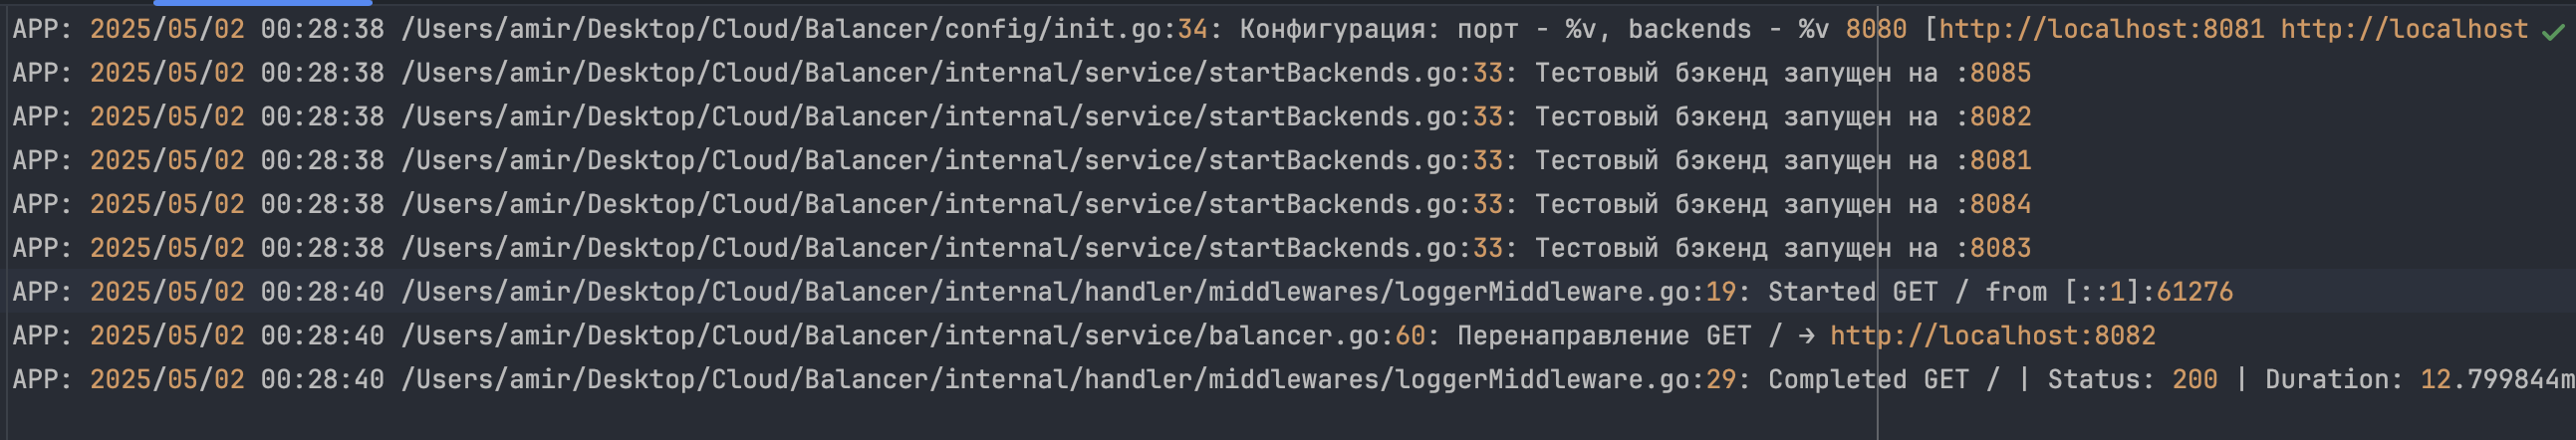 APP: 2025/05/02 00:28:38 /Users/amir/Desktop/Cloud/Balancer/config/init.go:34: Конфигурация: порт - %v, backends - %v 8080 [http://localhost:8081 http://localhost
APP: 2025/05/02 00:28:38 /Users/amir/Desktop/Cloud/Balancer/internal/service/startBackends.go:33: Тестовый бэкенд запущен на :8085
APP: 2025/05/02 00:28:38 /Users/amir/Desktop/Cloud/Balancer/internal/service/startBackends.go:33: Тестовый бэкенд запущен на :8082
APP: 2025/05/02 00:28:38 /Users/amir/Desktop/Cloud/Balancer/internal/service/startBackends.go:33: Тестовый бэкенд запущен на :8081
APP: 2025/05/02 00:28:38 /Users/amir/Desktop/Cloud/Balancer/internal/service/startBackends.go:33: Тестовый бэкенд запущен на :8084
APP: 2025/05/02 00:28:38 /Users/amir/Desktop/Cloud/Balancer/internal/service/startBackends.go:33: Тестовый бэкенд запущен на :8083
APP: 2025/05/02 00:28:40 /Users/amir/Desktop/Cloud/Balancer/internal/handler/middlewares/loggerMiddleware.go:19: Started GET / from [::1]:61276
APP: 2025/05/02 00:28:40 /Users/amir/Desktop/Cloud/Balancer/internal/service/balancer.go:60: Перенаправление GET / → http://localhost:8082
APP: 2025/05/02 00:28:40 /Users/amir/Desktop/Cloud/Balancer/internal/handler/middlewares/loggerMiddleware.go:29: Completed GET / | Status: 200 | Duration: 12.799844m